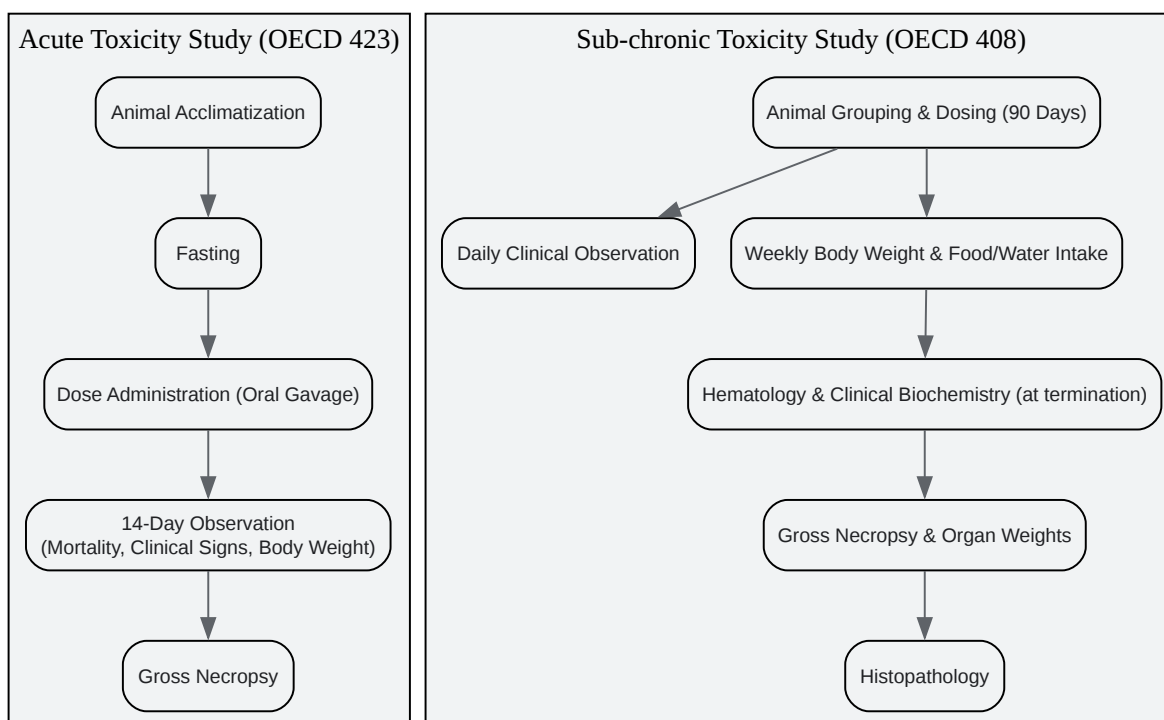 Acute Toxicity Study (OECD 423)
Animal Acclimatization
Fasting
Dose Administration (Oral Gavage)
14-Day Observation
(Mortality, Clinical Signs, Body Weight)
Gross Necropsy
Sub-chronic Toxicity Study (OECD 408)
Animal Grouping & Dosing (90 Days)
Daily Clinical Observation
Weekly Body Weight & Food/Water Intake
Hematology & Clinical Biochemistry (at termination)
Gross Necropsy & Organ Weights
Histopathology